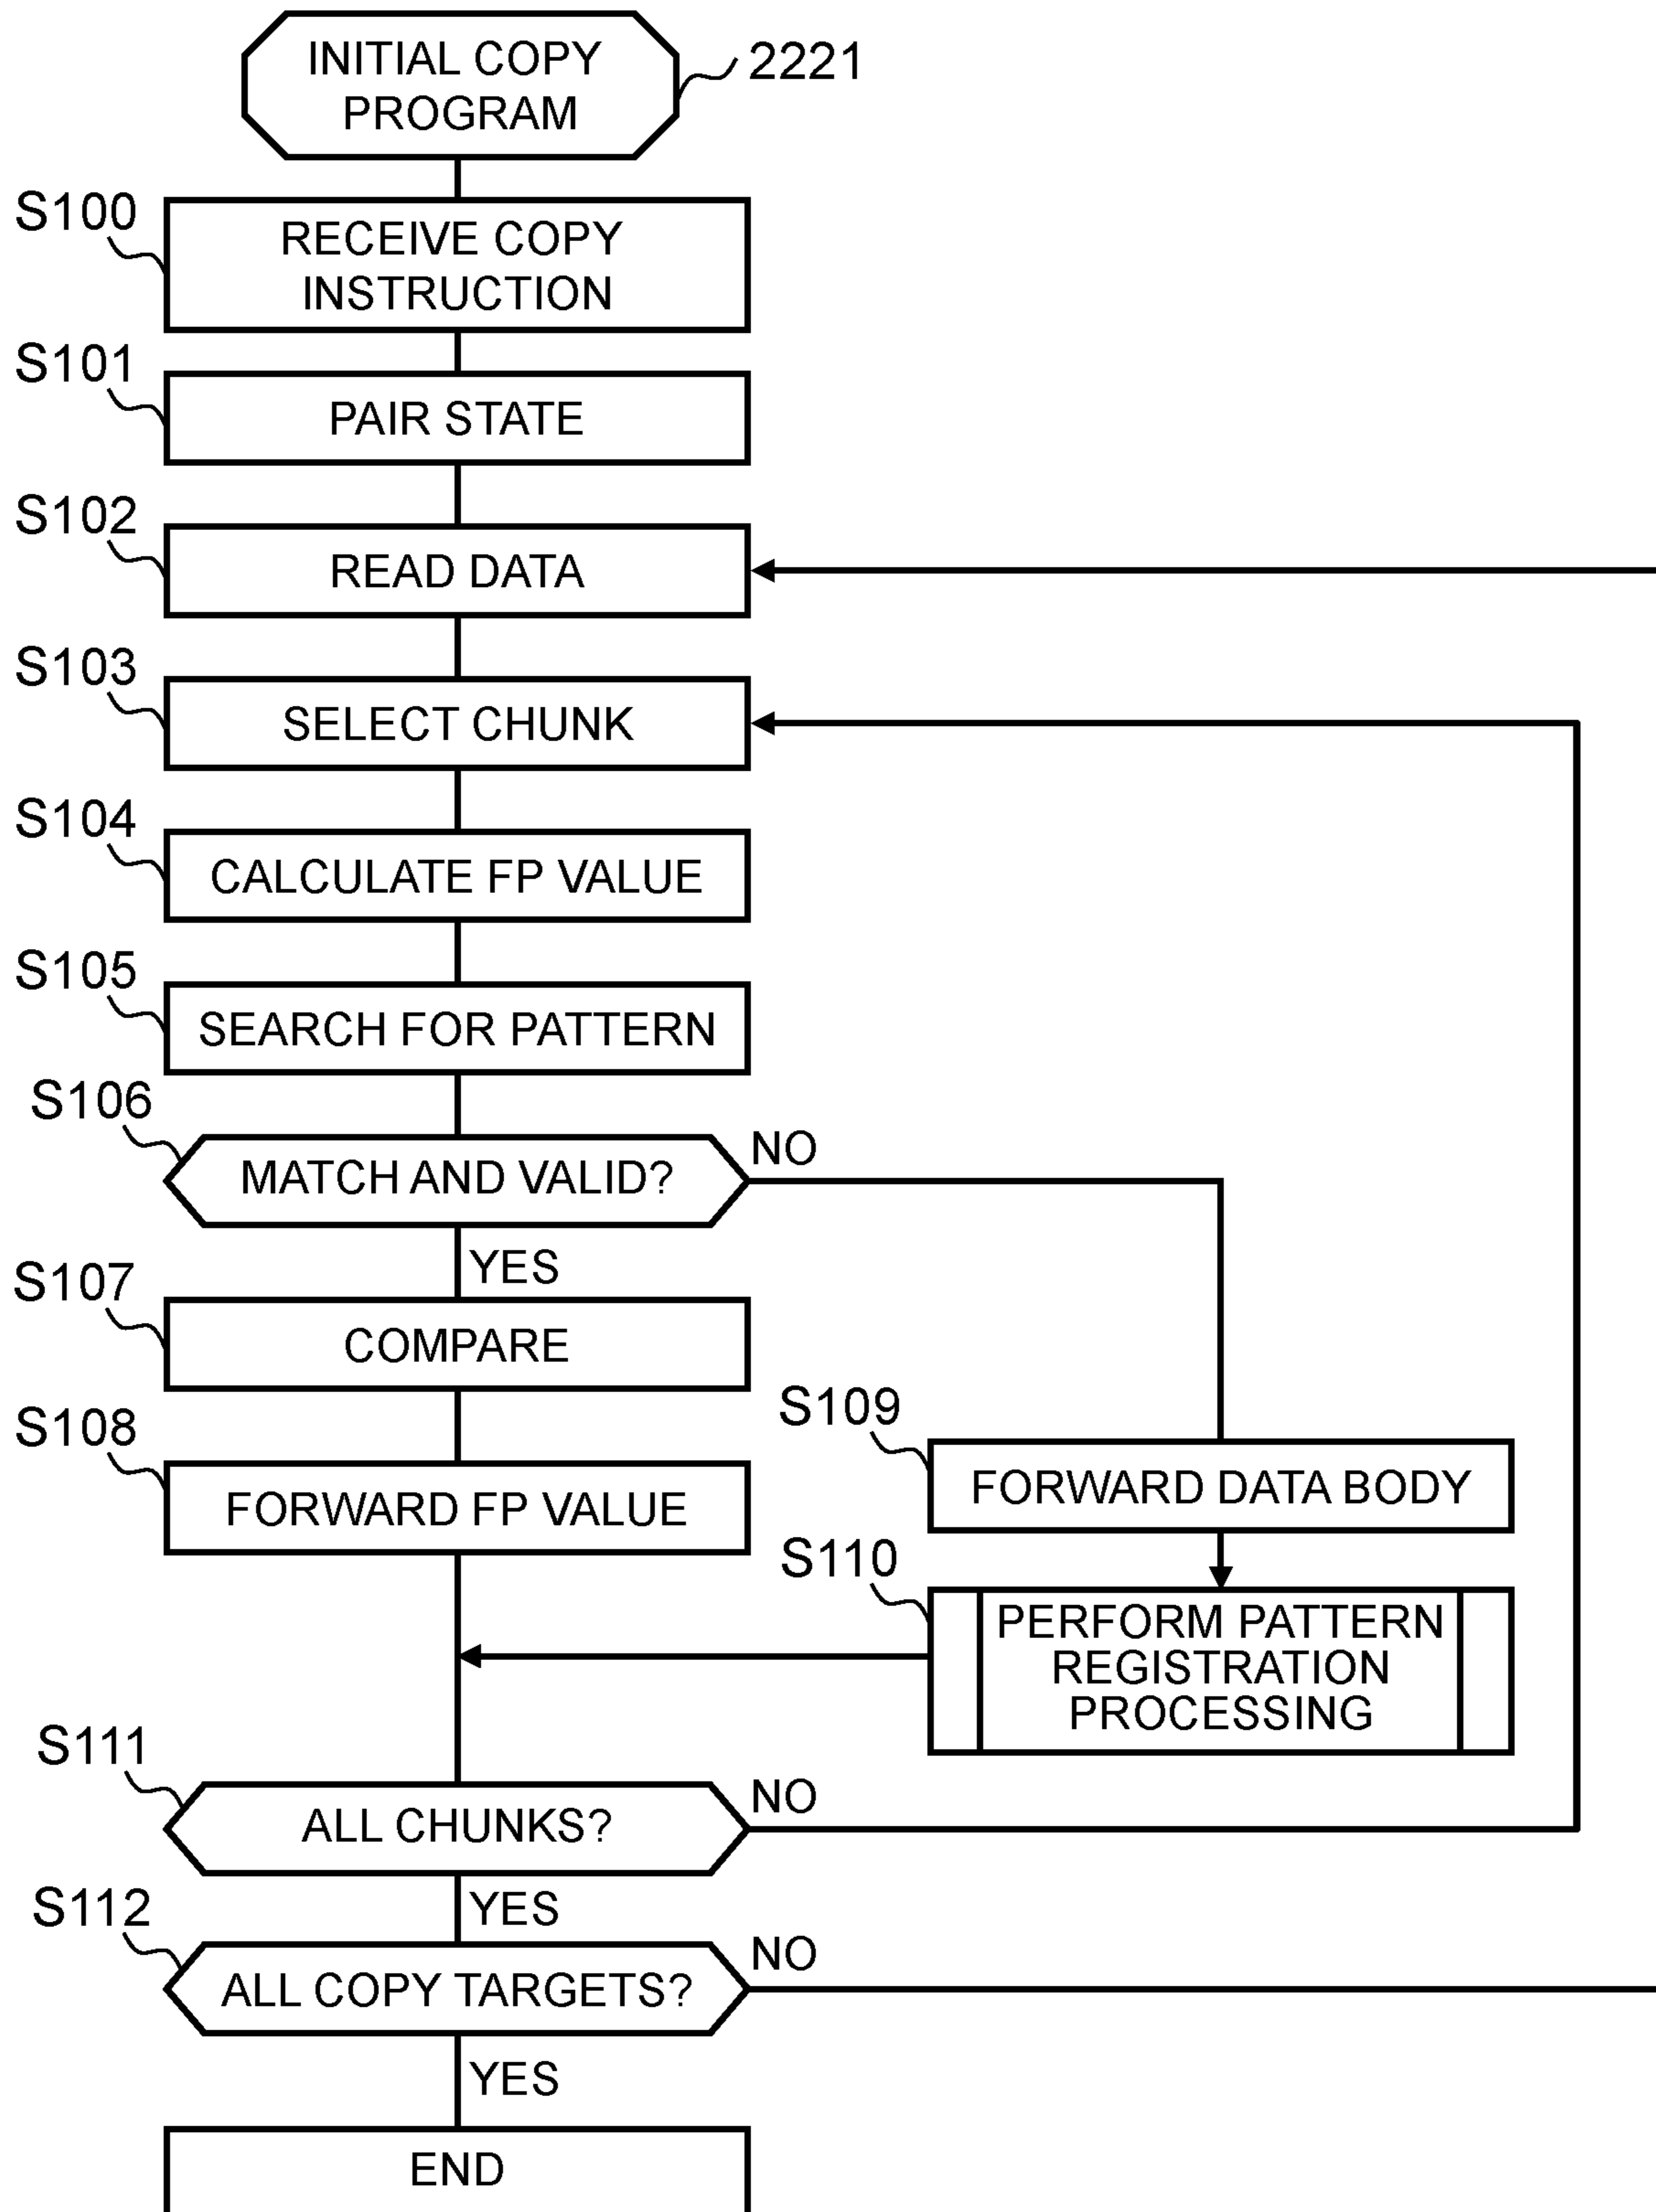 INITIAL COPY
PROGRAM
2221
S100
RECEIVE COPY
INSTRUCTION
S101
PAIR STATE
S102
READ DATA
S103
SELECT CHUNK
S104
CALCULATE FP VALUE
S105
SEARCH FOR PATTERN
S106
MATCH AND VALID?
NO
YES
S107
COMPARE
S108
FORWARD FP VALUE
S109
FORWARD DATA BODY
S110
PERFORM PATTERN
REGISTRATION
PROCESSING
S111
ALL CHUNKS?
NO
YES
S112
ALL COPY TARGETS?
NO
YES
END